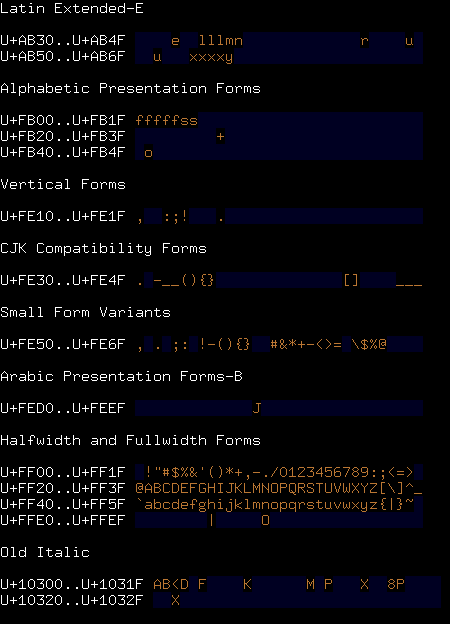 Latin Extended-E
U+AB30..U+AB4F     e  lllmn             r    u
U+AB50..U+AB6F   u   xxxxy
Alphabetic Presentation Forms
U+FB00..U+FB1F fffffss
U+FB20..U+FB3F          +
U+FB40..U+FB4F  o
Vertical Forms
U+FE10..U+FE1F ,  :;!   .
CJK Compatibility Forms
U+FE30..U+FE4F . -__(){}              []    ___
Small Form Variants
U+FE50..U+FE6F , . ;: !-(){}  #&*+-<>= \$%@
Arabic Presentation Forms-B
U+FED0..U+FEEF              J
Halfwidth and Fullwidth Forms
U+FF00..U+FF1F  !"#$%&'()*+,-./0123456789:;<=>
U+FF20..U+FF3F @ABCDEFGHIJKLMNOPQRSTUVWXYZ[\]^_
U+FF40..U+FF5F `abcdefghijklmnopqrstuvwxyz{|}~
U+FFE0..U+FFEF         |     O
Old Italic
U+10300..U+1031F AB<D F    K      M P   X  8P
U+10320..U+1032F   X